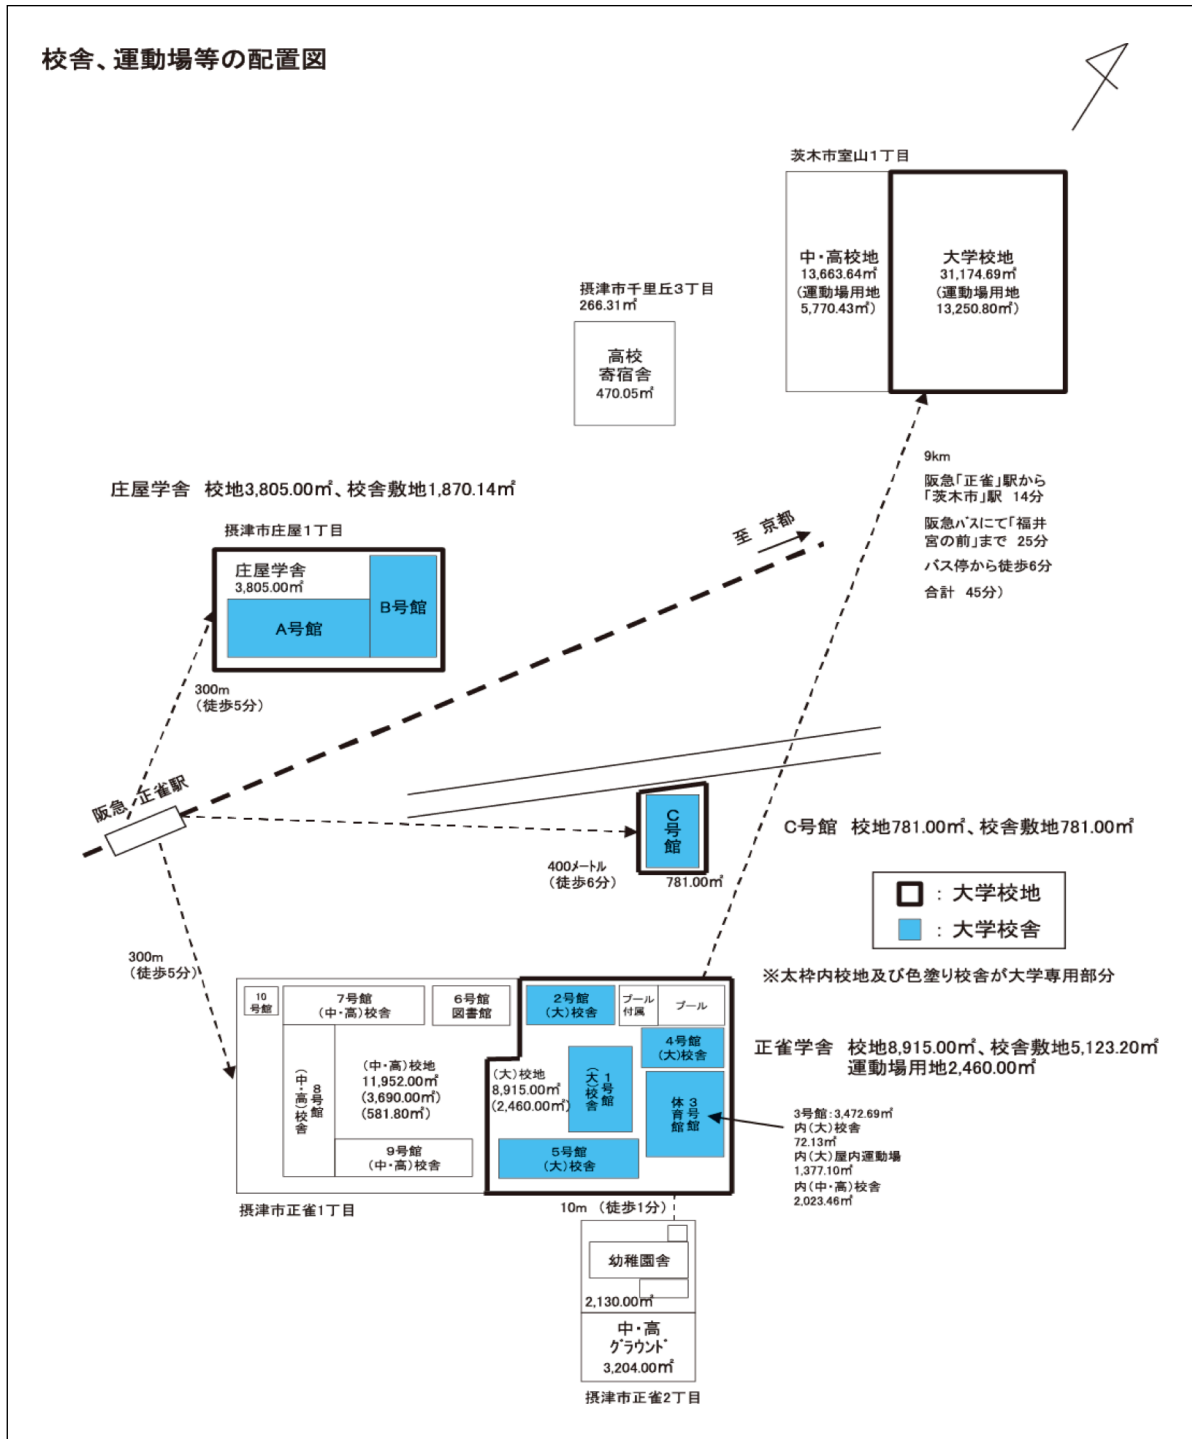 校舎、運動場等の配置図
茨木市室山1丁目
中・高校地
13,663.64㎡
(運動場用地
5,770.43㎡)
大学校地
31,174.69㎡
(運動場用地
13,250.80㎡)
摂津市千里丘3丁目
266.31㎡
高校
寄宿舎
470.05㎡
9km
阪急「正雀」駅から
「茨木市」駅 14分
阪急バスにて「福井
宮の前」まで 25分
バス停から徒歩6分
合計 45分)
庄屋学舎 校地3,805.00㎡、校舎敷地1,870.14㎡
摂津市庄屋1丁目
庄屋学舎
3,805.00㎡
A号館
B号館
至 京都
300m
(徒歩5分)
阪急 正雀駅
C号館
781.00㎡
400メートル
(徒歩6分)
C号館 校地781.00㎡、校舎敷地781.00㎡
: 大学校地
: 大学校舎
※太枠内校地及び色塗り校舎が大学専用部分
300m
(徒歩5分)
10
号館
7号館
(中・高)校舎
6号館
図書館
2号館
(大)校舎
プール
付属
プール
4号館
(大)校舎
8号館
(中・高)校舎
(中・高)校地
11,952.00㎡
(3,690.00㎡)
(581.80㎡)
(大)校地
8,915.00㎡
(2,460.00㎡)
1号館
(大)校舎
3号館
体育館
9号館
(中・高)校舎
5号館
(大)校舎
正雀学舎 校地8,915.00㎡、校舎敷地5,123.20㎡
運動場用地2,460.00㎡
3号館:3,472.69㎡
内(大)校舎
72.13㎡
内(大)屋内運動場
1,377.10㎡
内(中・高)校舎
2,023.46㎡
摂津市正雀1丁目
10m (徒歩1分)
幼稚園舎
2,130.00㎡
中・高
グラウンド
3,204.00㎡
摂津市正雀2丁目